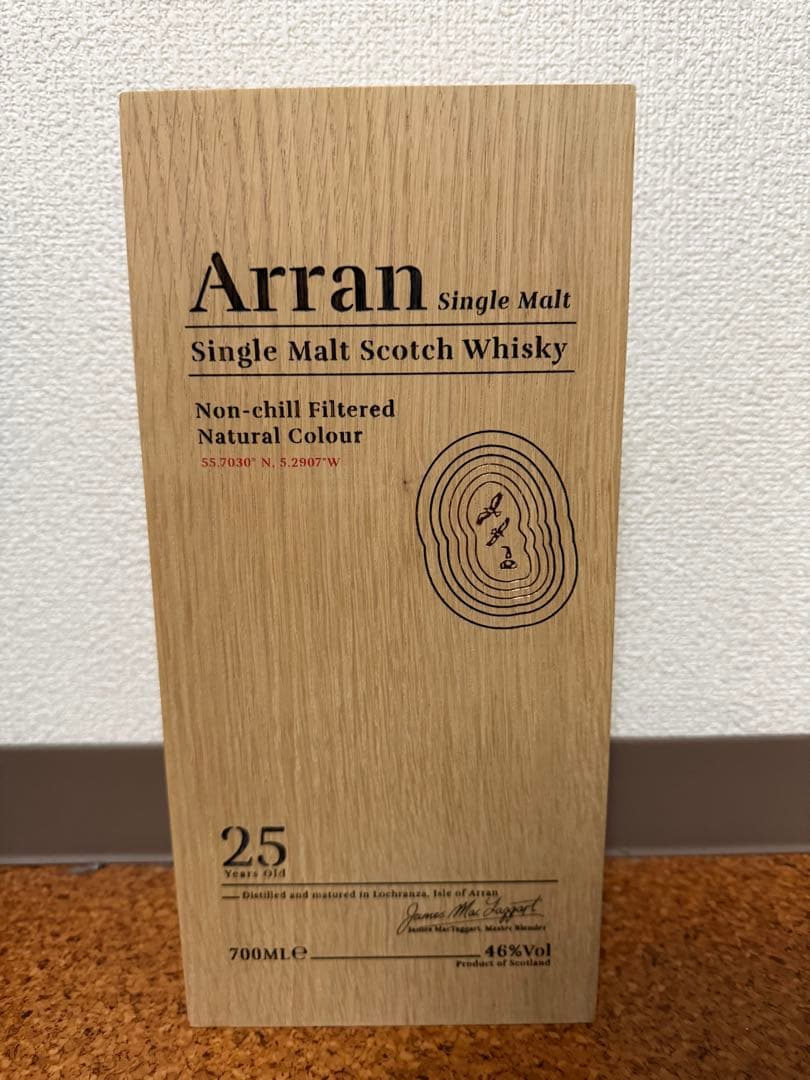 Arran Single Malt
Single Malt Scotch Whisky
Non-chill Filtered
Natural Colour
55.7030° N, 5.2907°W
25
Years Old
Distilled and matured in Lochranza, Isle of Arran
James MacTaggart
James MacTaggart, Master Blender
700ML℮ 46%Vol
Product of Scotland